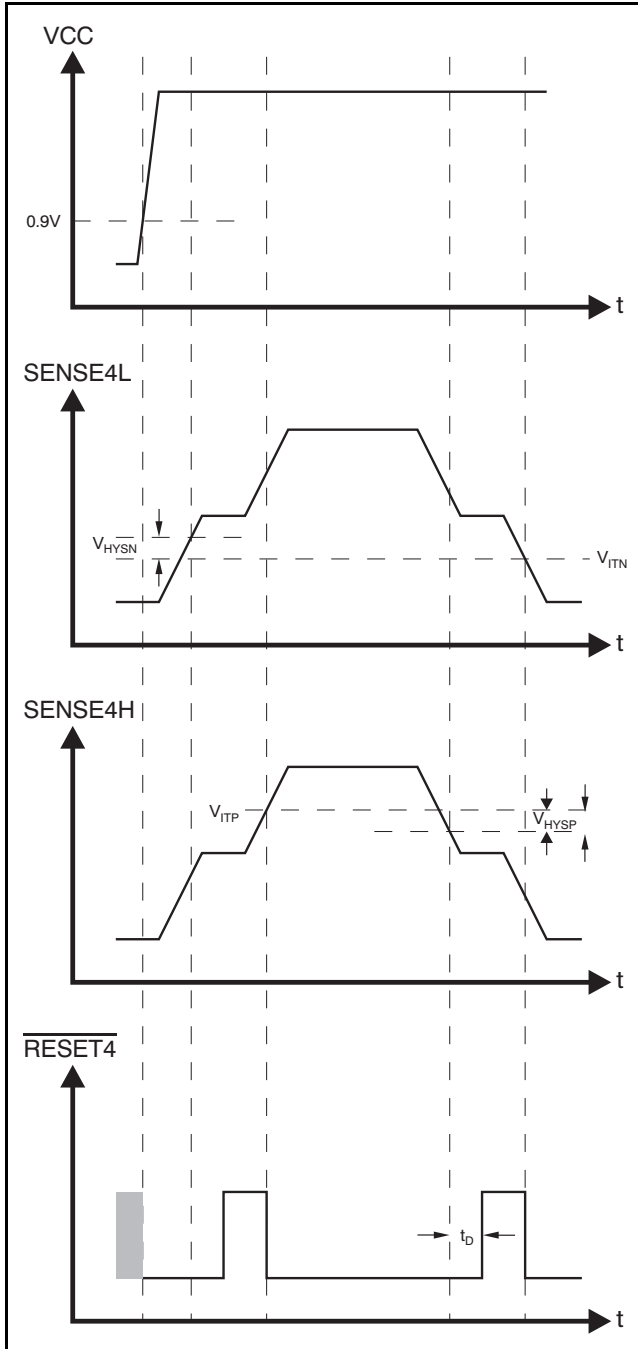 VCC
0.9V
t
SENSE4L
VHYSN
VITN
t
SENSE4H
VITP
VHYSP
t
RESET4
tD
t